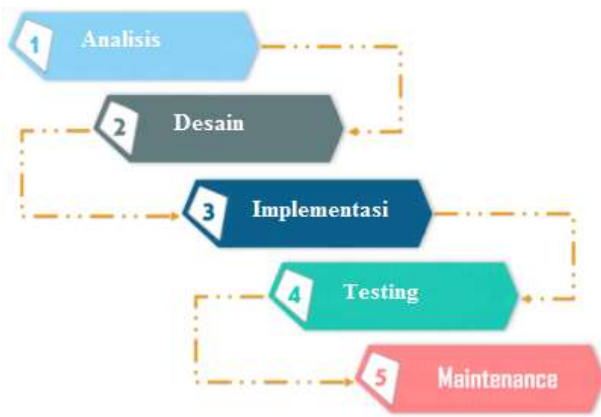 1 Analisis
2 Desain
3 Implementasi
4 Testing
5 Maintenance